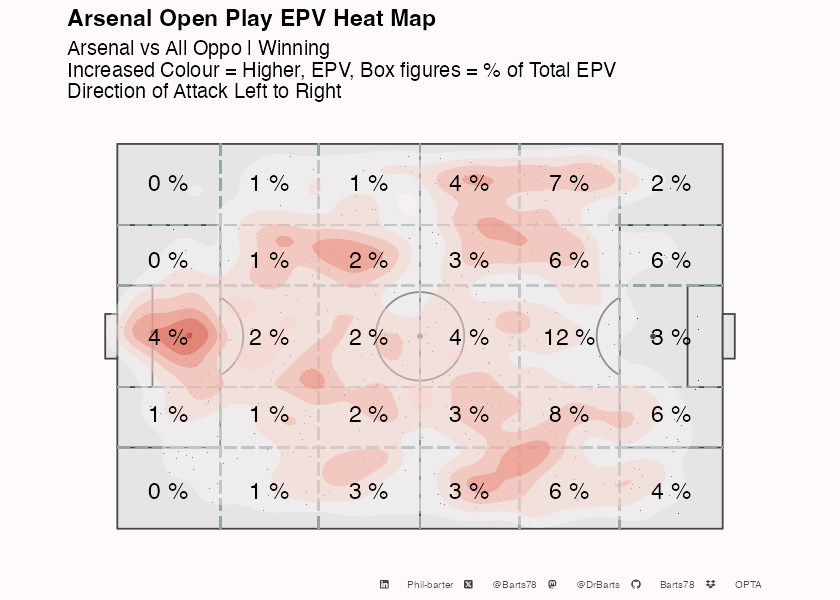 Arsenal Open Play EPV Heat Map
Arsenal vs All Oppo | Winning
Increased Colour = Higher, EPV, Box figures = % of Total EPV
Direction of Attack Left to Right
0 % 1 % 1 % 4 % 7 % 2 %
0 % 1 % 2 % 3 % 6 % 6 %
4 % 2 % 2 % 4 % 12 % 3 %
1 % 1 % 2 % 3 % 8 % 6 %
0 % 1 % 3 % 3 % 6 % 4 %
Phil-barter @Barts78 @DrBarts Barts78 OPTA